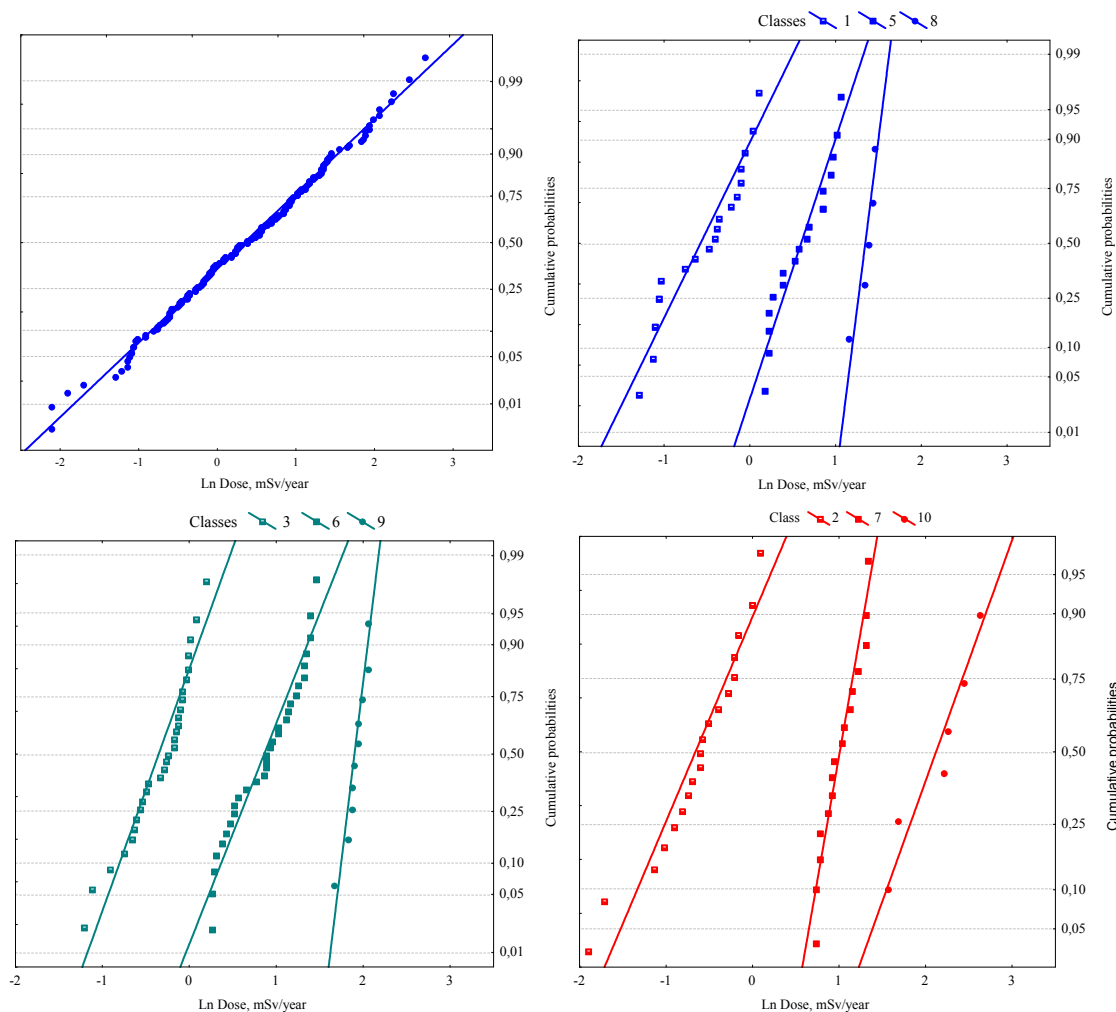 Classes 1 5 8
0,99
0,90
0,75
0,50
0,25
0,05
0,01
Cumulative probabilities
-2 -1 0 1 2 3
Ln Dose, mSv/year
0,99
0,95
0,90
0,75
0,50
0,25
0,10
0,05
0,01
Cumulative probabilities
-2 -1 0 1 2 3
Ln Dose, mSv/year
Classes 3 6 9
0,99
0,95
0,90
0,75
0,50
0,25
0,10
0,05
0,01
Cumulative probabilities
-2 -1 0 1 2 3
Ln Dose, mSv/year
Class 2 7 10
0,95
0,90
0,75
0,50
0,25
0,10
0,05
Cumulative probabilities
-2 -1 0 1 2 3
Ln Dose, mSv/year